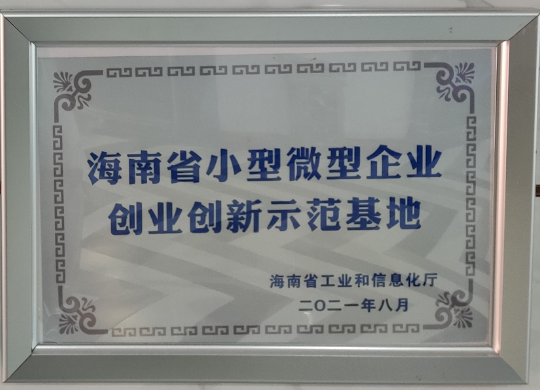 海南省小型微型企业
创业创新示范基地
海南省工业和信息化厅
二〇二一年八月